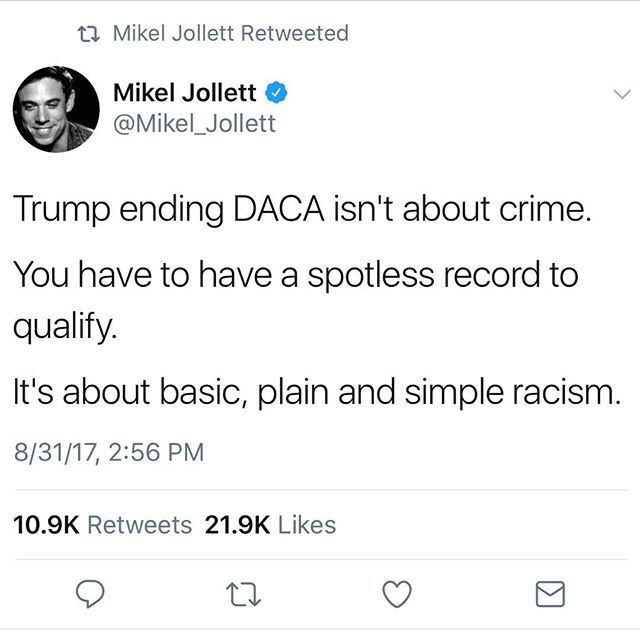 Mikel Jollett Retweeted
Mikel Jollett
@Mikel_Jollett
Trump ending DACA isn't about crime.
You have to have a spotless record to
qualify.
It's about basic, plain and simple racism.
8/31/17, 2:56 PM
10.9K Retweets 21.9K Likes